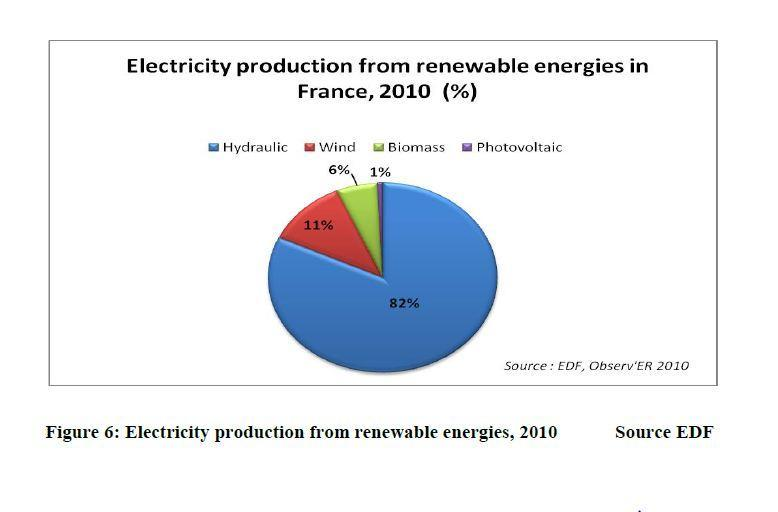 Electricity production from renewable energies in
France, 2010 (%)
Hydraulic Wind Biomass Photovoltaic
6% 1%
11%
82%
Source : EDF, Observ'ER 2010
Figure 6: Electricity production from renewable energies, 2010 Source EDF